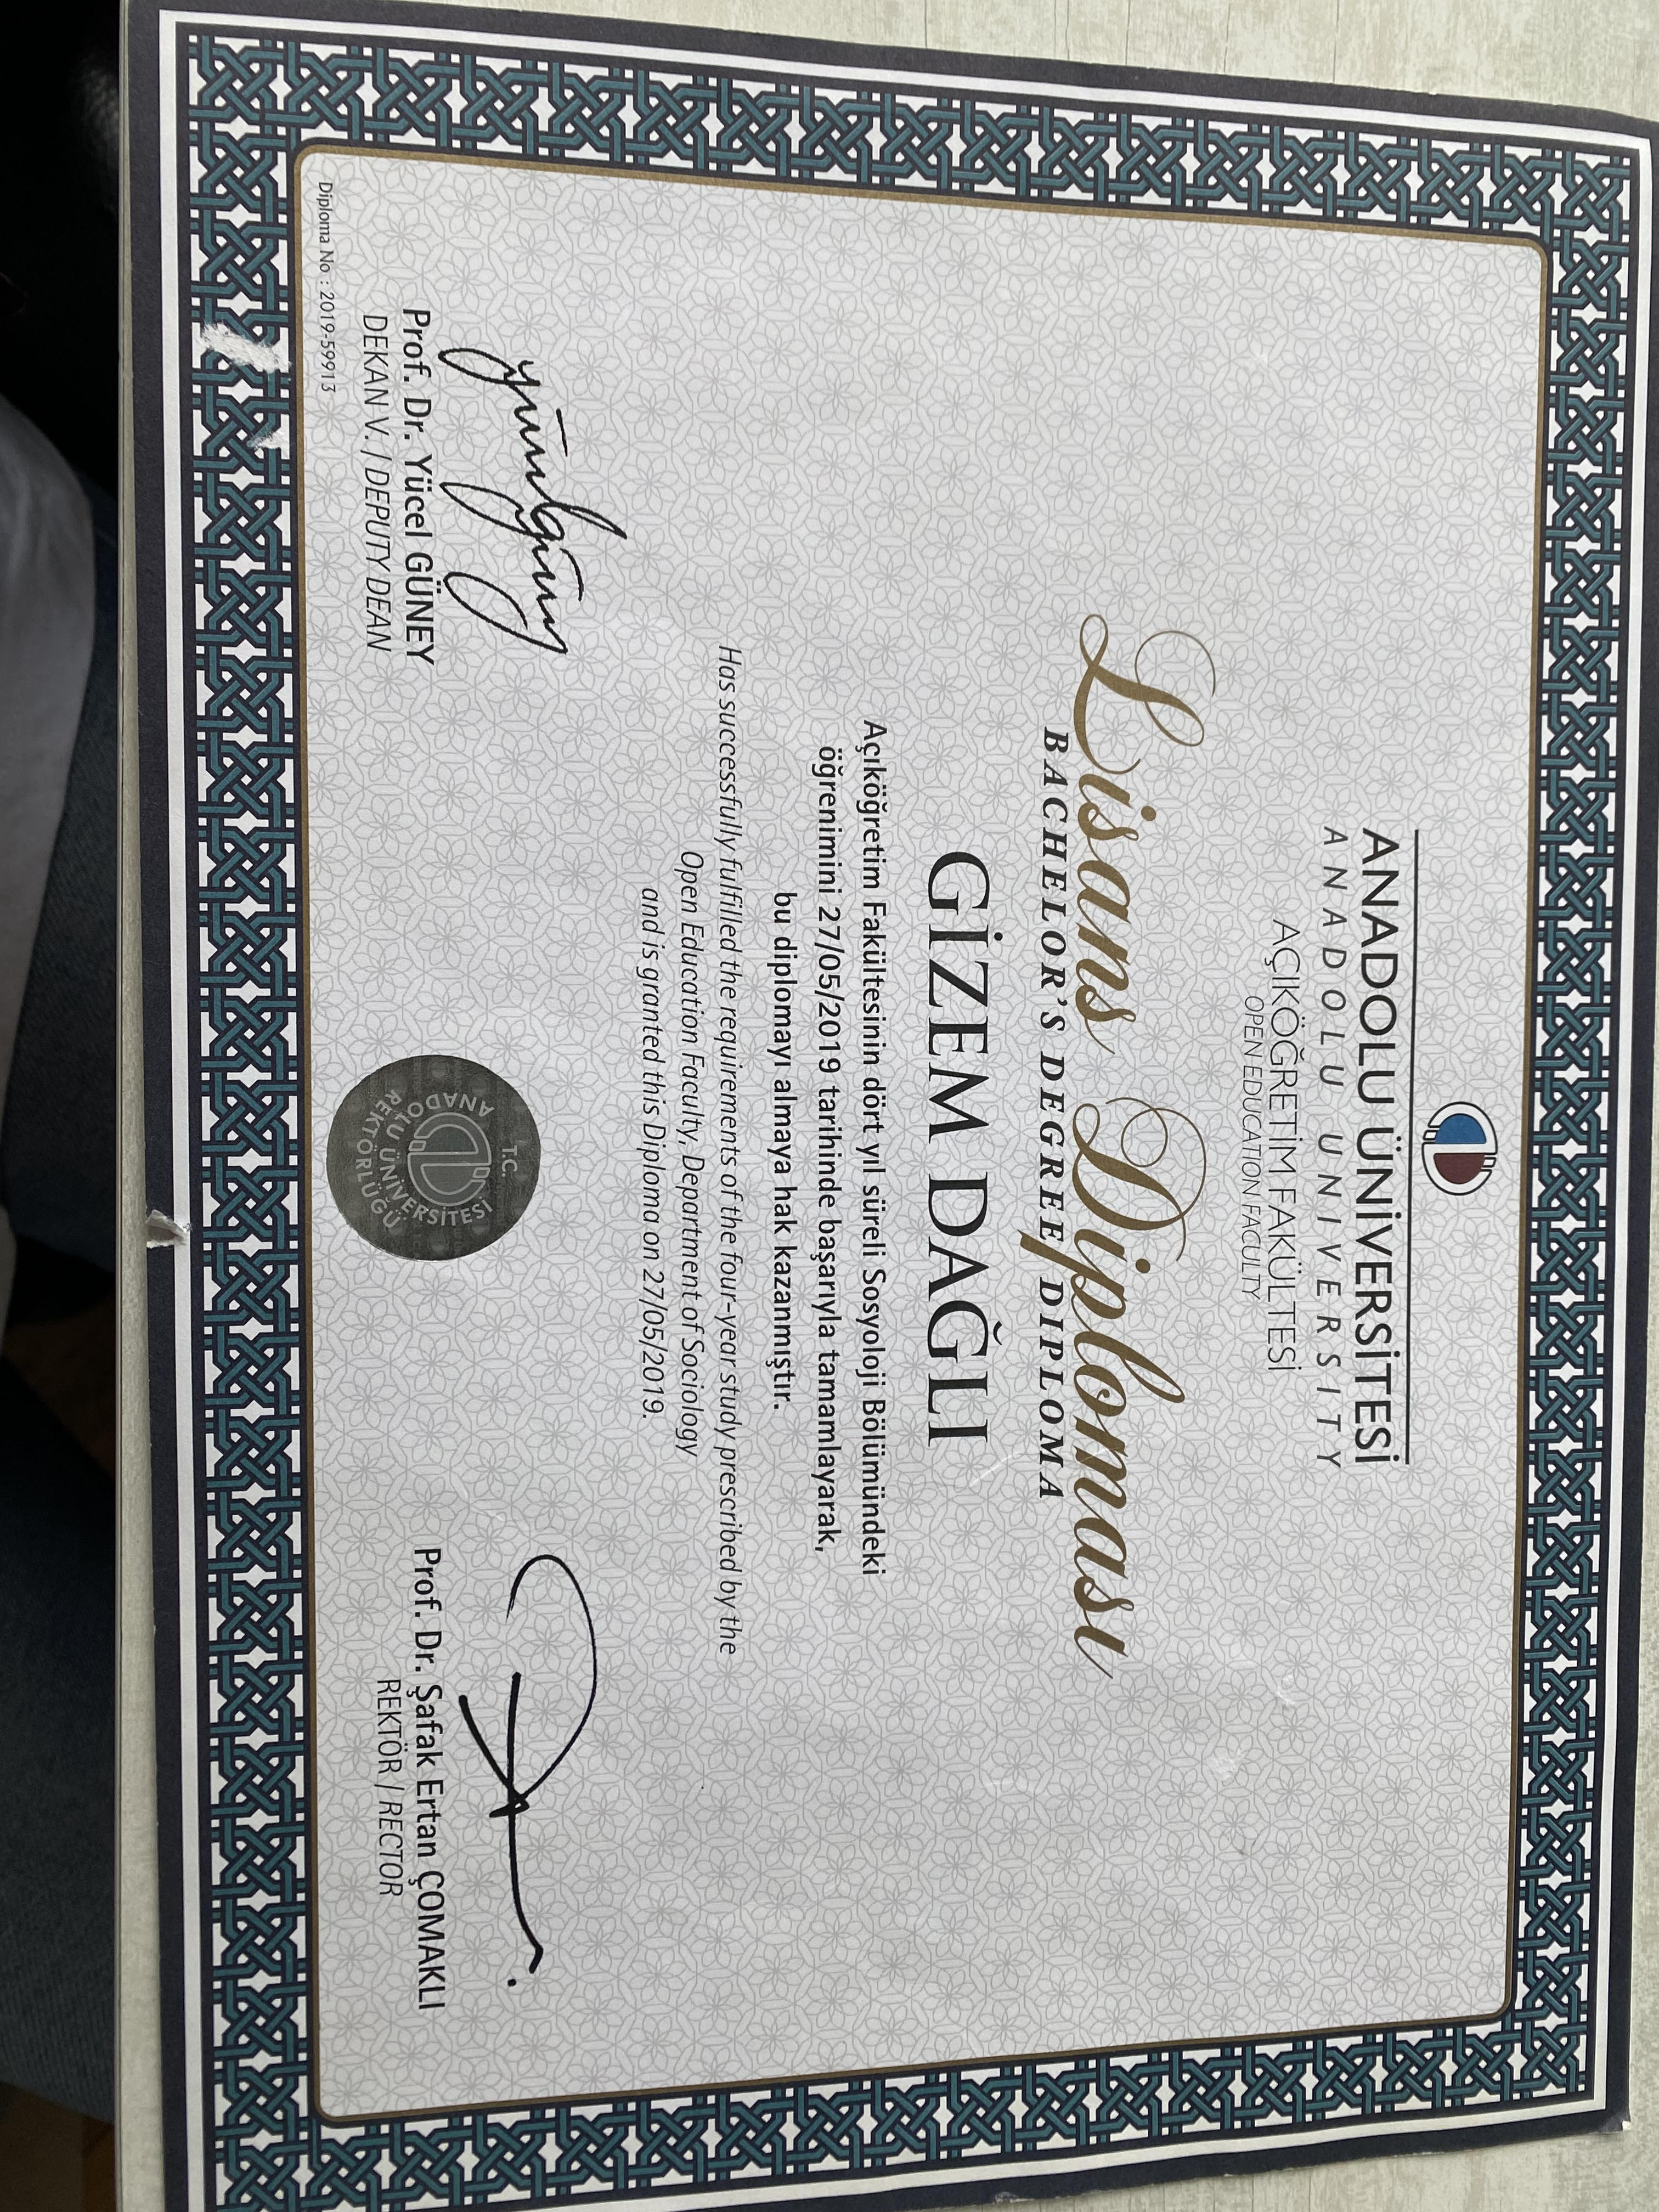 ANADOLU ÜNİVERSİTESİ
ANADOLU UNIVERSITY
AÇIKÖĞRETİM FAKÜLTESİ
OPEN EDUCATION FACULTY
Lisans Diploması
BACHELOR'S DEGREE DIPLOMA
GİZEM DAĞLI
Açıköğretim Fakültesinin dört yıl süreli Sosyoloji Bölümündeki
öğrenimini 27/05/2019 tarihinde başarıyla tamamlayarak,
bu diplomayı almaya hak kazanmıştır.
Has successfully fulfilled the requirements of the four-year study prescribed by the
Open Education Faculty, Department of Sociology
and is granted this Diploma on 27/05/2019.
Prof. Dr. Yücel GÜNEY
DEKAN V. / DEPUTY DEAN
T.C.
ANADOLU ÜNİVERSİTESİ
REKTÖRLÜĞÜ
Prof. Dr. Şafak Ertan ÇOMAKLI
REKTÖR / RECTOR
Diploma No : 2019-59913